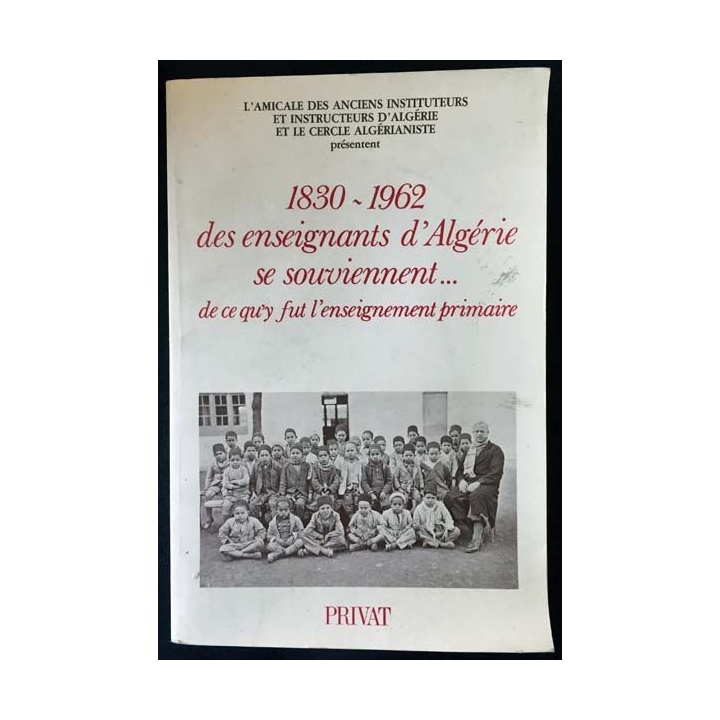 L'AMICALE DES ANCIENS INSTITUTEURS
ET INSTRUCTEURS D'ALGÉRIE
ET LE CERCLE ALGÉRIANISTE
présentent
1830 ~ 1962
des enseignants d'Algérie
se souviennent...
de ce qu'y fut l'enseignement primaire
PRIVAT